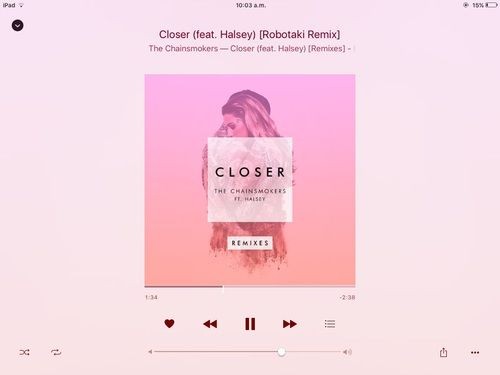 iPad 10:03 a.m. 15%
Closer (feat. Halsey) [Robotaki Remix]
The Chainsmokers — Closer (feat. Halsey) [Remixes] -
CLOSER
THE CHAINSMOKERS
FT. HALSEY
REMIXES
1:34 -2:38